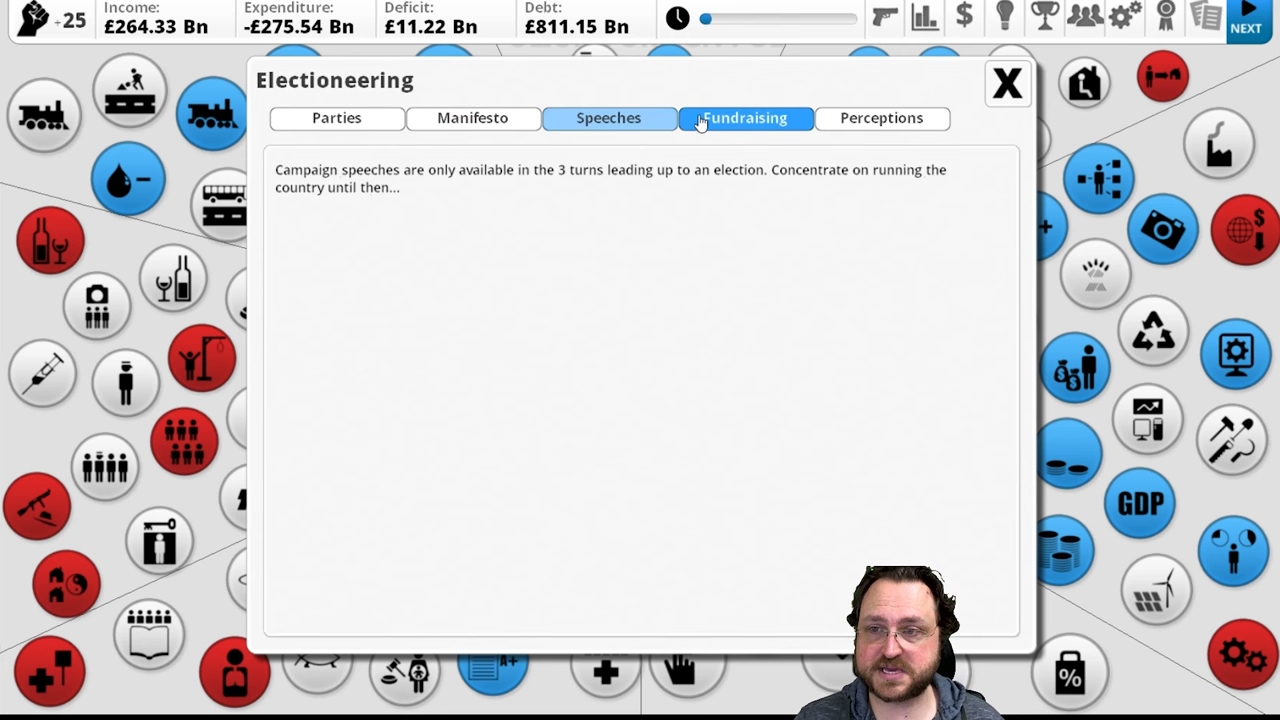 +25
Income:
£264.33 Bn
Expenditure:
-£275.54 Bn
Deficit:
£11.22 Bn
Debt:
£811.15 Bn
NEXT
Electioneering
X
Parties
Manifesto
Speeches
Fundraising
Perceptions
Campaign speeches are only available in the 3 turns leading up to an election. Concentrate on running the
country until then...
GDP
A+
%